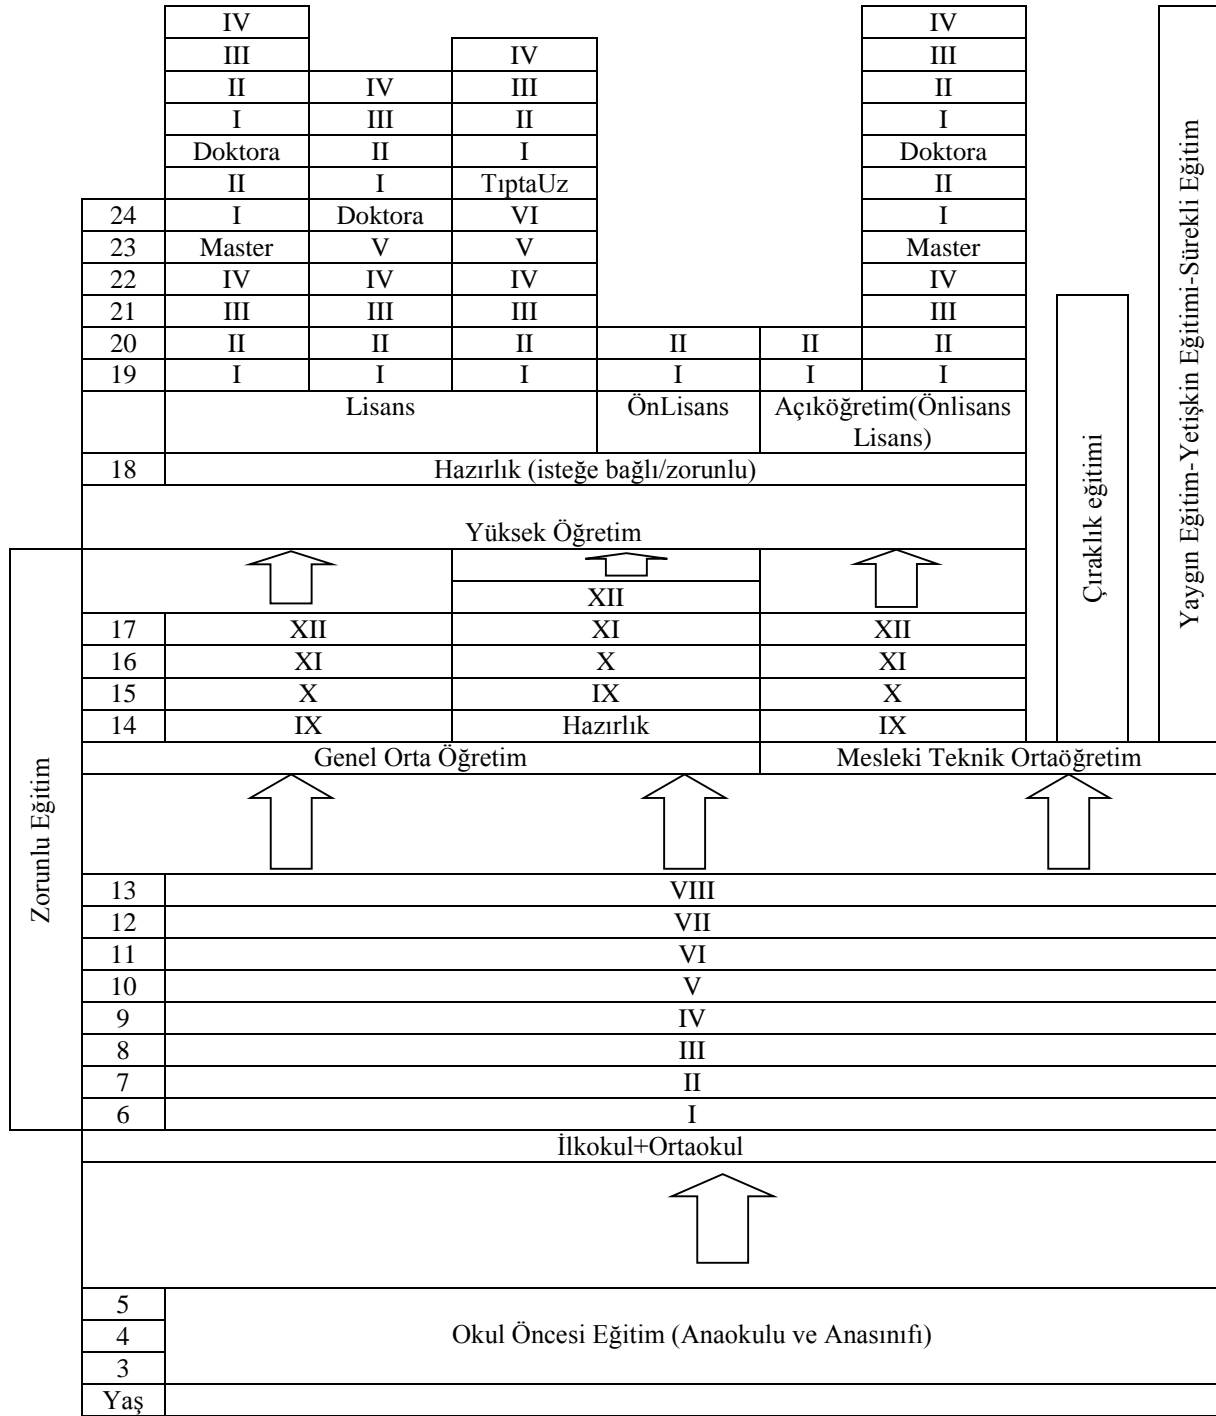 IV IV
III IV III
II IV III II
I III II I
Doktora II I Doktora
II I TıptaUz II
24 I Doktora VI I
23 Master V V Master
22 IV IV IV IV
21 III III III III
20 II II II II II II
19 I I I I I I
Lisans ÖnLisans Açıköğretim(Önlisans
Lisans)
18 Hazırlık (isteğe bağlı/zorunlu)
Yüksek Öğretim
XII
17 XII XI XII
16 XI X XI
15 X IX X
14 IX Hazırlık IX
Genel Orta Öğretim Mesleki Teknik Ortaöğretim
Çıraklık eğitimi
Yaygın Eğitim-Yetişkin Eğitimi-Sürekli Eğitim
Zorunlu Eğitim
13 VIII
12 VII
11 VI
10 V
9 IV
8 III
7 II
6 I
İlkokul+Ortaokul
5
4 Okul Öncesi Eğitim (Anaokulu ve Anasınıfı)
3
Yaş